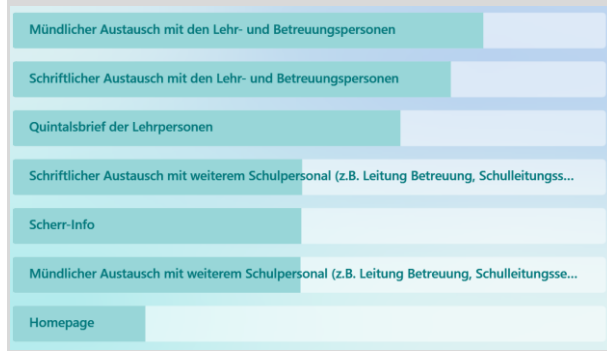 Mündlicher Austausch mit den Lehr- und Betreuungspersonen
Schriftlicher Austausch mit den Lehr- und Betreuungspersonen
Quintalsbrief der Lehrpersonen
Schriftlicher Austausch mit weiterem Schulpersonal (z.B. Leitung Betreuung, Schulleitungss...
Scherr-Info
Mündlicher Austausch mit weiterem Schulpersonal (z.B. Leitung Betreuung, Schulleitungsse...
Homepage